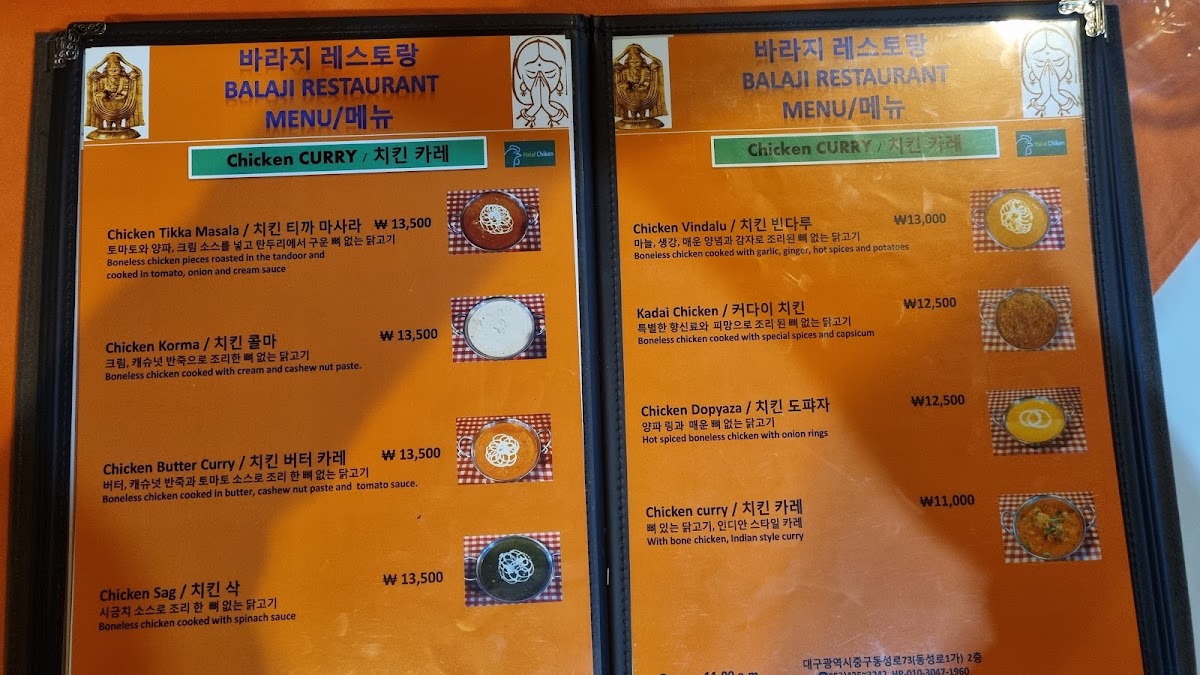 바라지 레스토랑
BALAJI RESTAURANT
MENU/메뉴
Chicken CURRY / 치킨 카레
Halal Chiken
Chicken Tikka Masala / 치킨 티까 마사라 ₩ 13,500
토마토와 양파, 크림 소스를 넣고 탄두리에서 구운 뼈 없는 닭고기
Boneless chicken pieces roasted in the tandoor and
cooked in tomato, onion and cream sauce
Chicken Korma / 치킨 콜마 ₩ 13,500
크림, 캐슈넛 반죽으로 조리한 뼈 없는 닭고기
Boneless chicken cooked with cream and cashew nut paste.
Chicken Butter Curry / 치킨 버터 카레 ₩ 13,500
버터, 캐슈넛 반죽과 토마토 소스로 조리 한 뼈 없는 닭고기
Boneless chicken cooked in butter, cashew nut paste and tomato sauce.
Chicken Sag / 치킨 삭 ₩ 13,500
시금치 소스로 조리 한 뼈 없는 닭고기
Boneless chicken cooked with spinach sauce
바라지 레스토랑
BALAJI RESTAURANT
MENU/메뉴
Chicken CURRY / 치킨 카레
Halal Chiken
Chicken Vindalu / 치킨 빈다루 ₩13,000
마늘, 생강, 매운 양념과 감자로 조리된 뼈 없는 닭고기
Boneless chicken cooked with garlic, ginger, hot spices and potatoes
Kadai Chicken / 커다이 치킨 ₩12,500
특별한 향신료와 피망으로 조리 된 뼈 없는 닭고기
Boneless chicken cooked with special spices and capsicum
Chicken Dopyaza / 치킨 도퍄자 ₩12,500
양파 링과 매운 뼈 없는 닭고기
Hot spiced boneless chicken with onion rings
Chicken curry / 치킨 카레 ₩11,000
뼈 있는 닭고기, 인디안 스타일 카레
With bone chicken, Indian style curry
대구광역시중구동성로73(동성로1가) 2층
HP-010-3047-1960